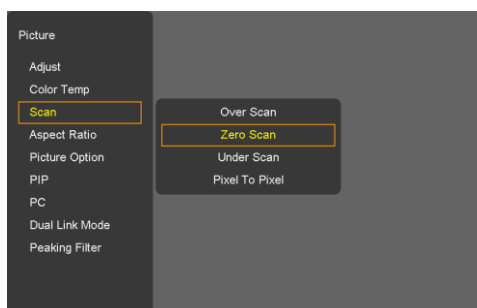 Picture
Adjust
Color Temp
Scan
Aspect Ratio
Picture Option
PIP
PC
Dual Link Mode
Peaking Filter
Over Scan
Zero Scan
Under Scan
Pixel To Pixel